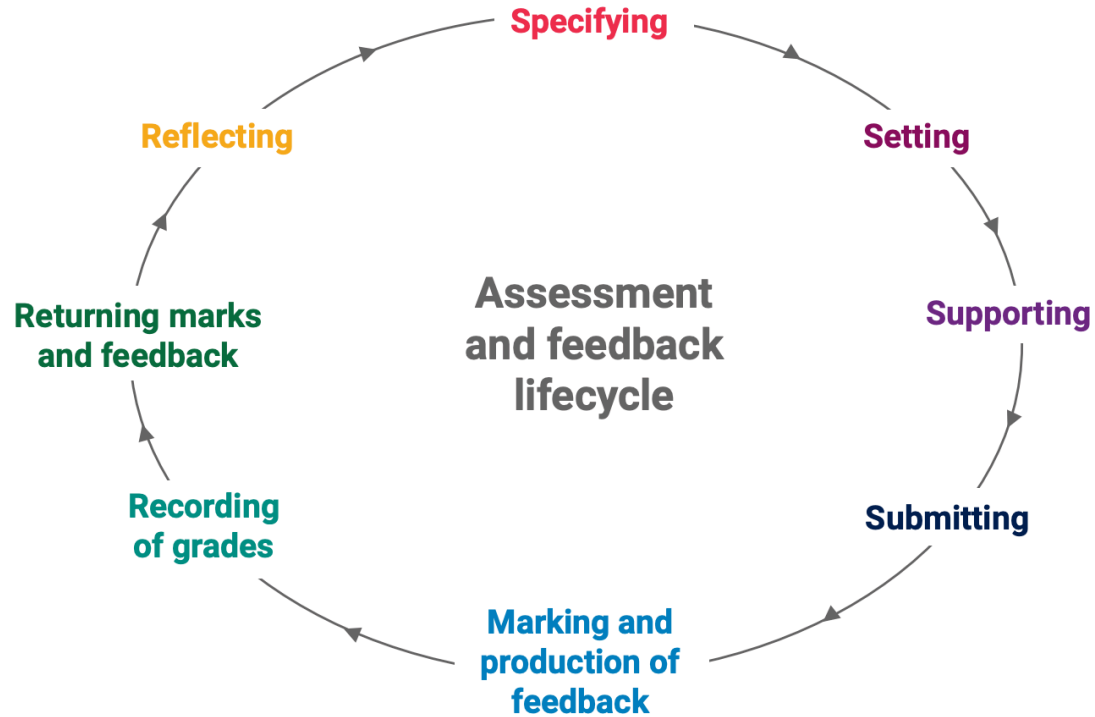 Specifying
Setting
Supporting
Submitting
Marking and
production of
feedback
Recording
of grades
Returning marks
and feedback
Reflecting
Assessment
and feedback
lifecycle